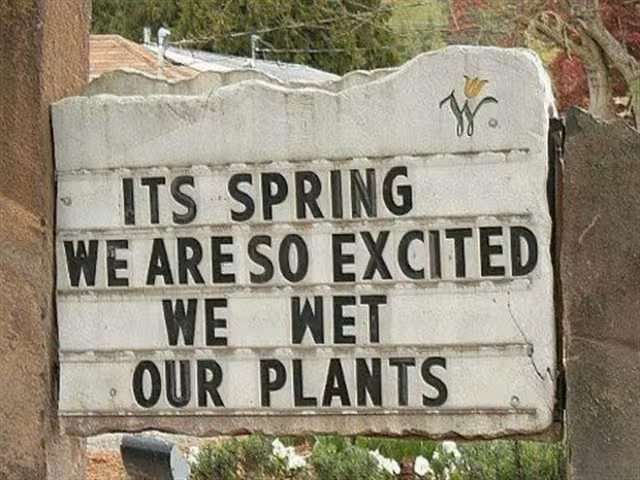 W
ITS SPRING
WE ARE SO EXCITED
WE WET
OUR PLANTS